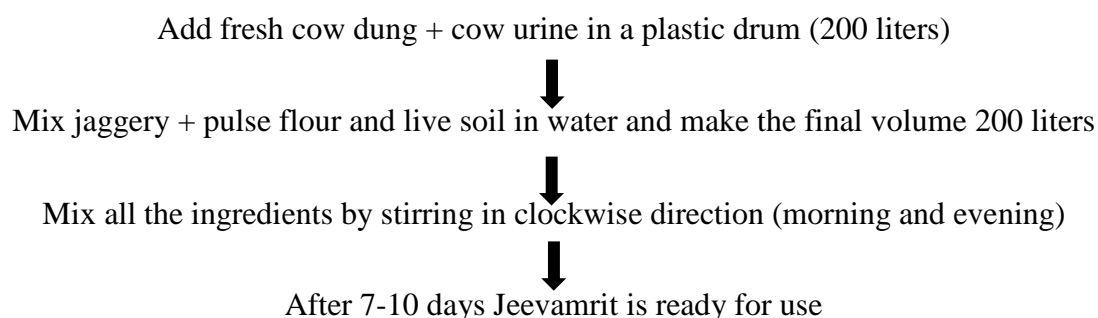 Add fresh cow dung + cow urine in a plastic drum (200 liters)
Mix jaggery + pulse flour and live soil in water and make the final volume 200 liters
Mix all the ingredients by stirring in clockwise direction (morning and evening)
After 7-10 days Jeevamrit is ready for use